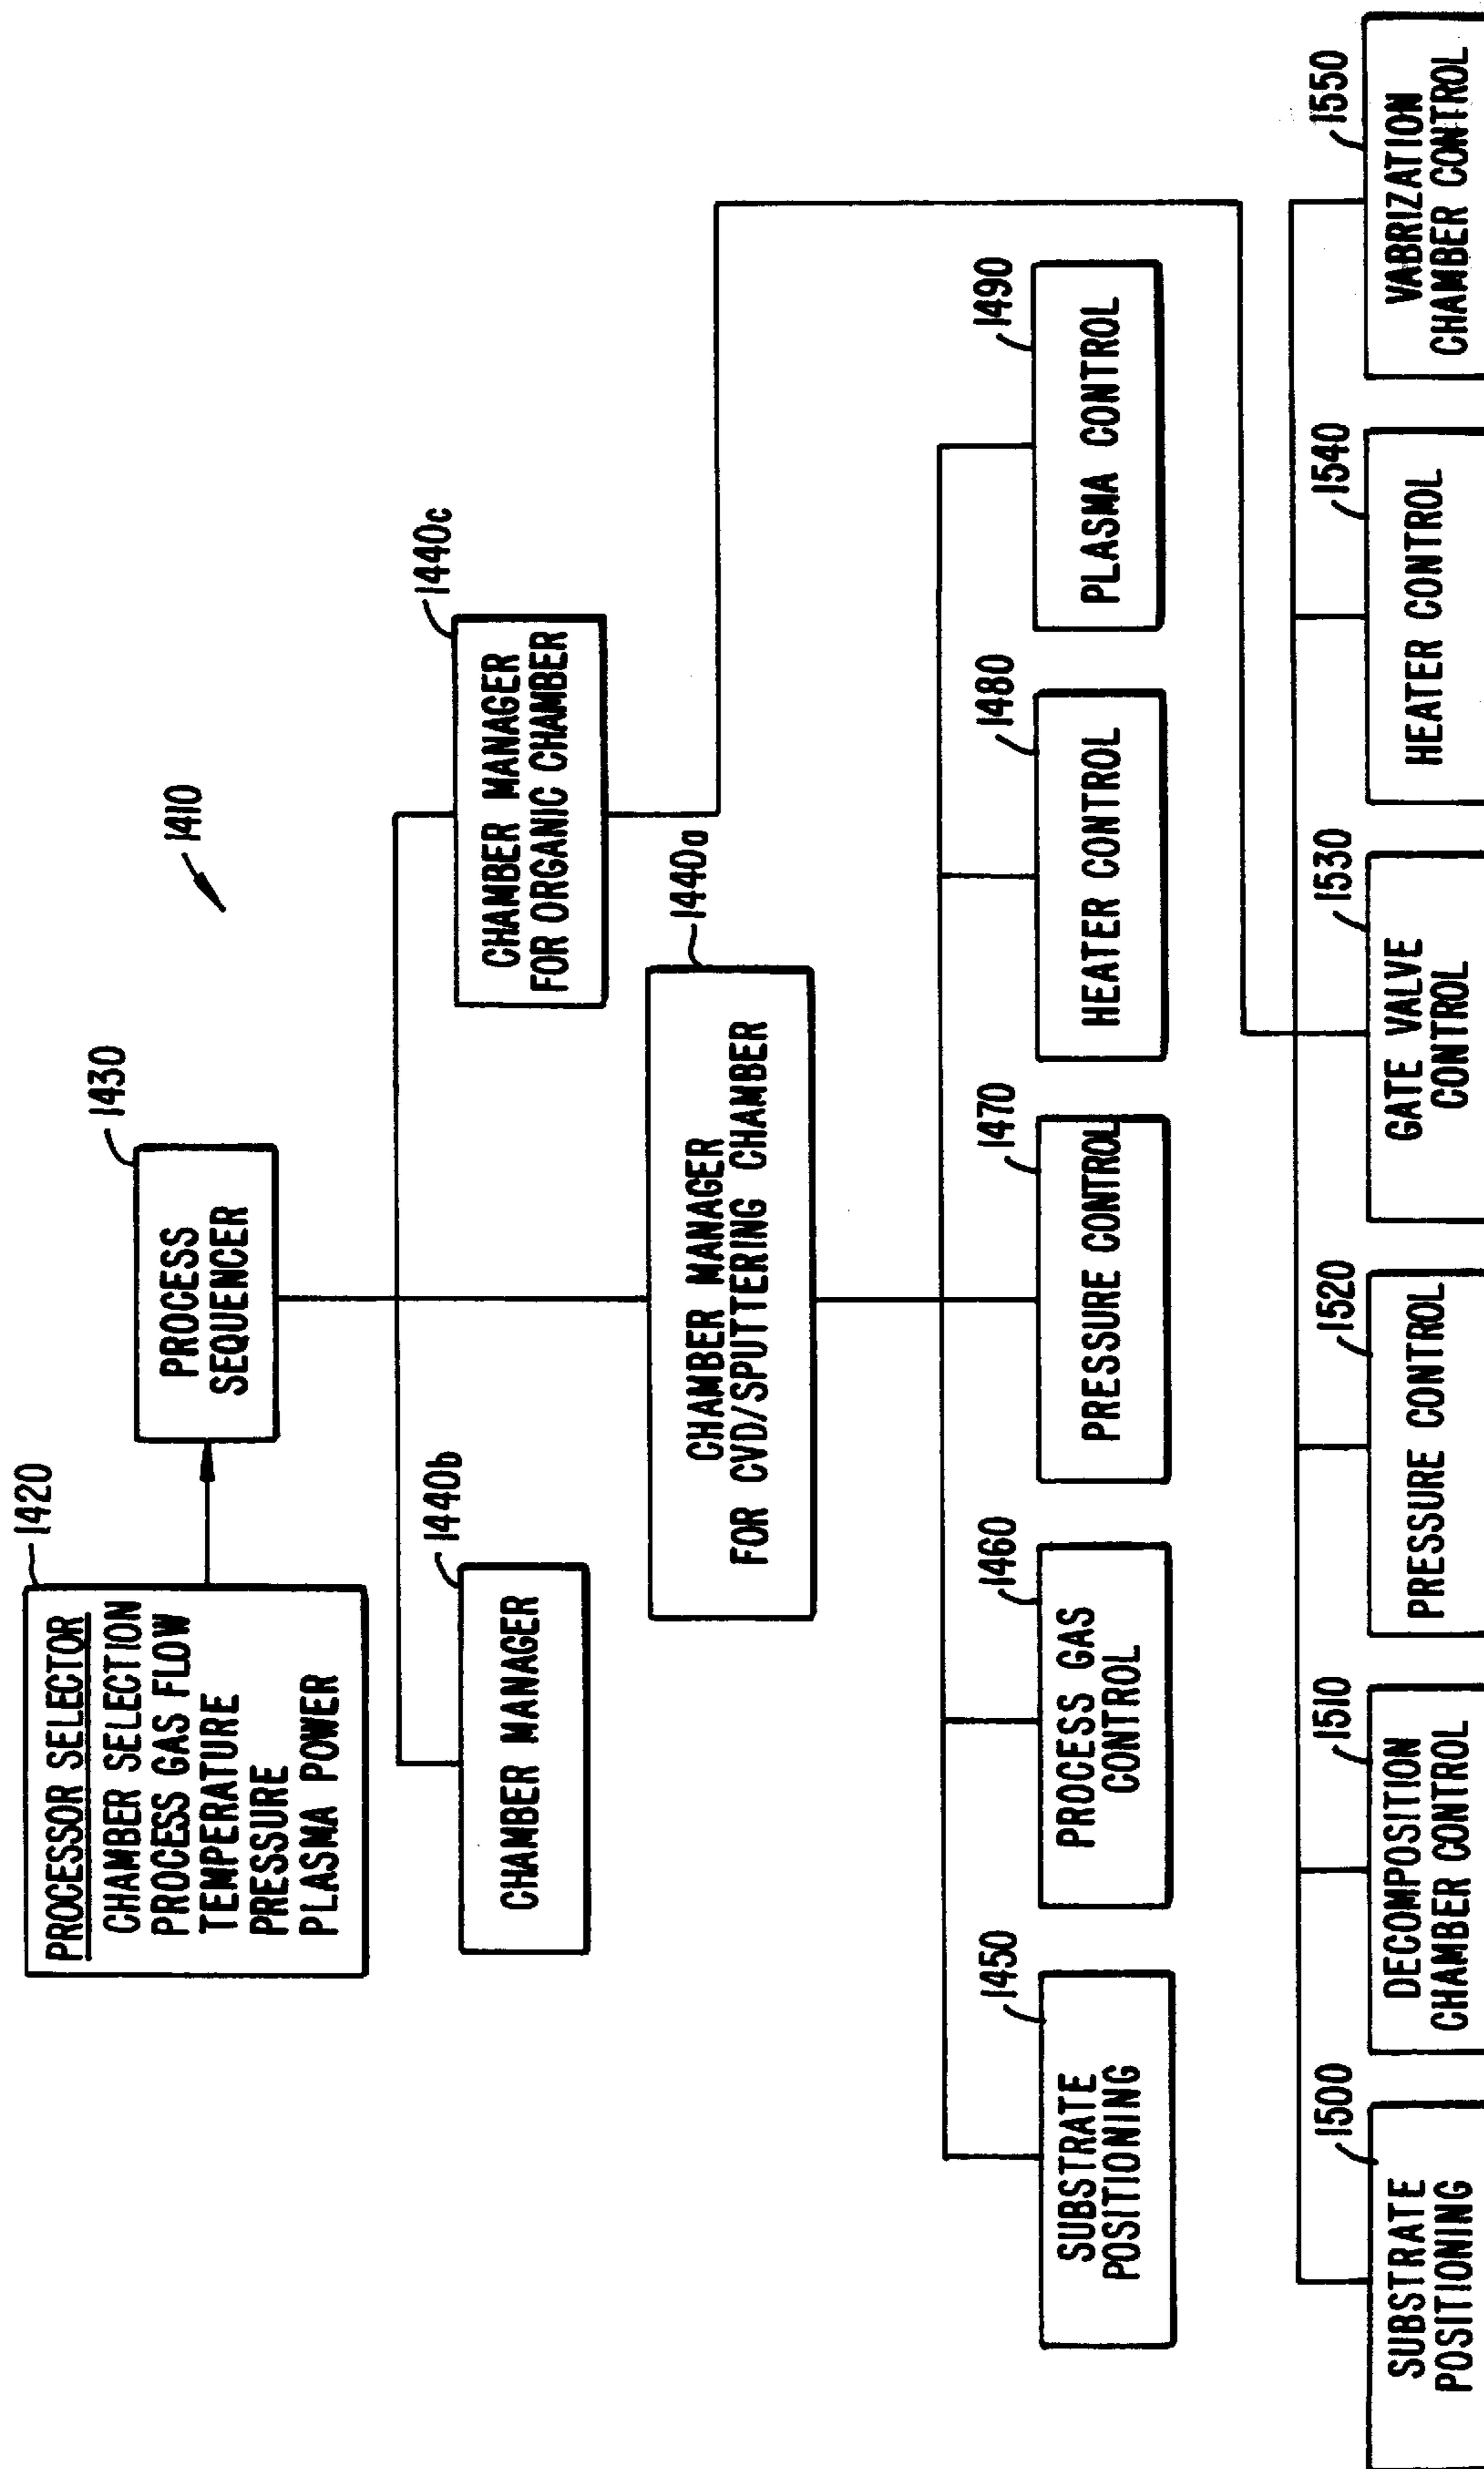 1410
1420
PROCESSOR SELECTOR
CHAMBER SELECTION
PROCESS GAS FLOW
TEMPERATURE
PRESSURE
PLASMA POWER
1430
PROCESS
SEQUENCER
1440b
CHAMBER MANAGER
1440c
CHAMBER MANAGER
FOR ORGANIC CHAMBER
1440a
CHAMBER MANAGER
FOR CVD/SPUTTERING CHAMBER
1450
SUBSTRATE
POSITIONING
1460
PROCESS GAS
CONTROL
1470
PRESSURE CONTROL
1480
HEATER CONTROL
1490
PLASMA CONTROL
1500
SUBSTRATE
POSITIONING
1510
DECOMPOSITION
CHAMBER CONTROL
1520
PRESSURE CONTROL
1530
GATE VALVE
CONTROL
1540
HEATER CONTROL
1550
VABRIZATION
CHAMBER CONTROL